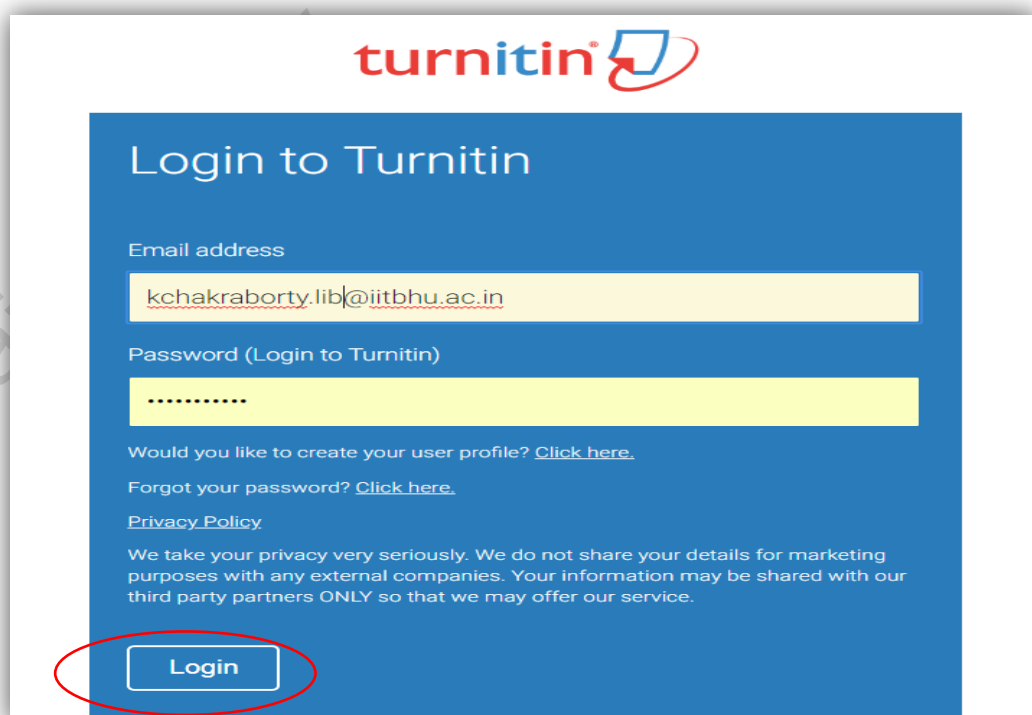 turnitin
Login to Turnitin
Email address
kchakraborty.lib@iitbhu.ac.in
Password (Login to Turnitin)
•••••••••••
Would you like to create your user profile? Click here.
Forgot your password? Click here.
Privacy Policy
We take your privacy very seriously. We do not share your details for marketing
purposes with any external companies. Your information may be shared with our
third party partners ONLY so that we may offer our service.
Login